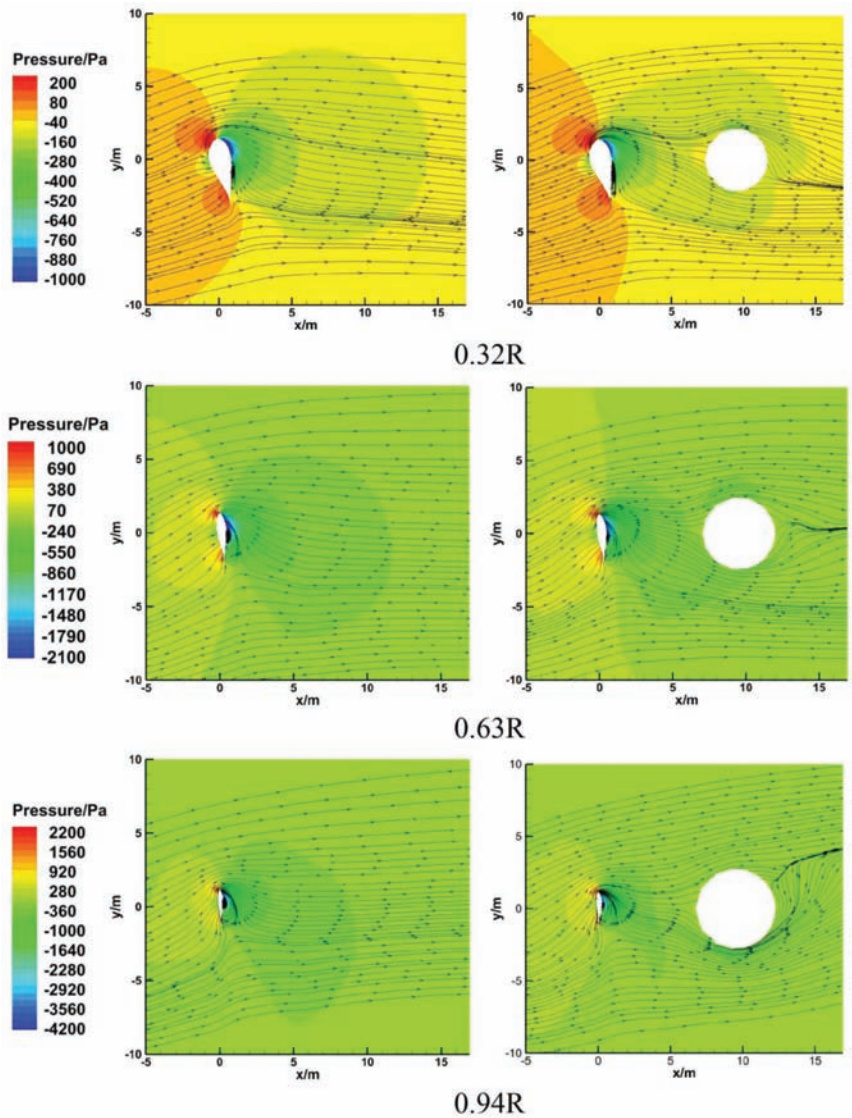 Pressure/Pa
200
80
-40
-160
-280
-400
-520
-640
-760
-880
-1000
y/m
10
5
0
-5
-10
-5 0 5 10 15
x/m
y/m
10
5
0
-5
-10
-5 0 5 10 15
x/m
0.32R
Pressure/Pa
1000
690
380
70
-240
-550
-860
-1170
-1480
-1790
-2100
y/m
10
5
0
-5
-10
-5 0 5 10 15
x/m
y/m
10
5
0
-5
-10
-5 0 5 10 15
x/m
0.63R
Pressure/Pa
2200
1560
920
280
-360
-1000
-1640
-2280
-2920
-3560
-4200
y/m
10
5
0
-5
-10
-5 0 5 10 15
x/m
y/m
10
5
0
-5
-10
-5 0 5 10 15
x/m
0.94R